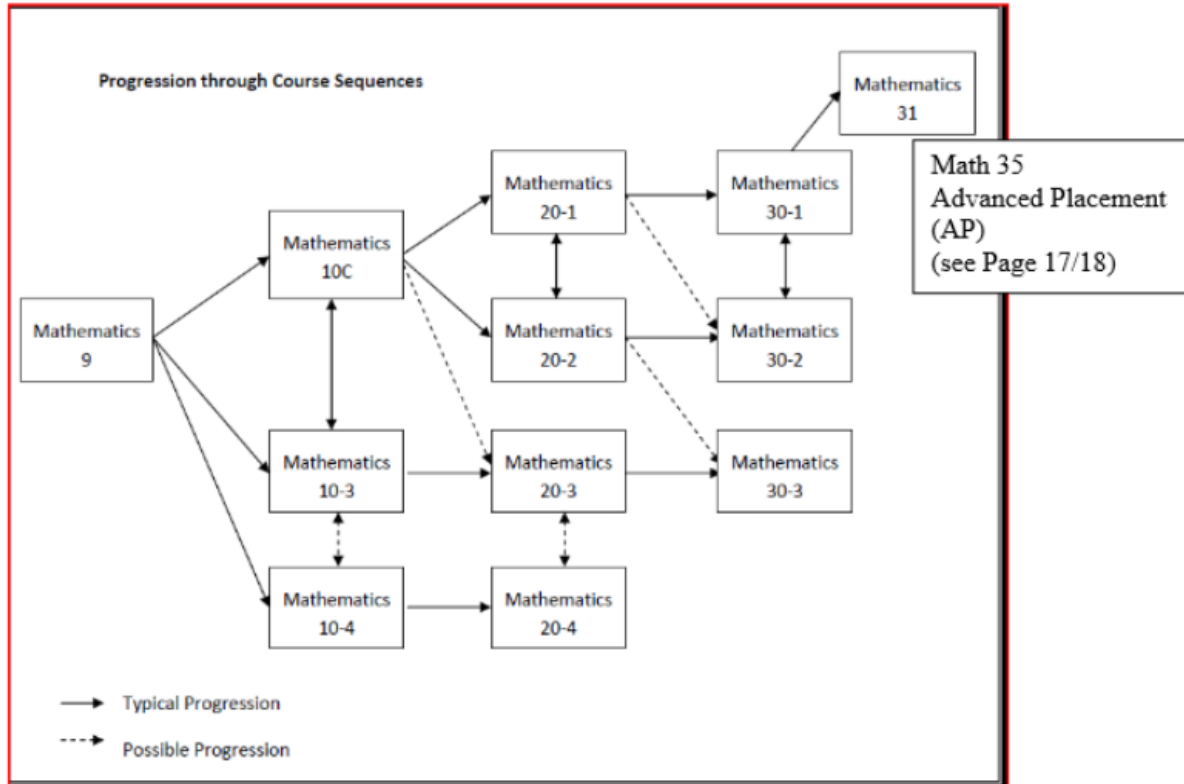 Progression through Course Sequences
Mathematics
31
Math 35
Advanced Placement
(AP)
(see Page 17/18)
Mathematics
20-1
Mathematics
30-1
Mathematics
10C
Mathematics
9
Mathematics
20-2
Mathematics
30-2
Mathematics
10-3
Mathematics
20-3
Mathematics
30-3
Mathematics
10-4
Mathematics
20-4
Typical Progression
Possible Progression